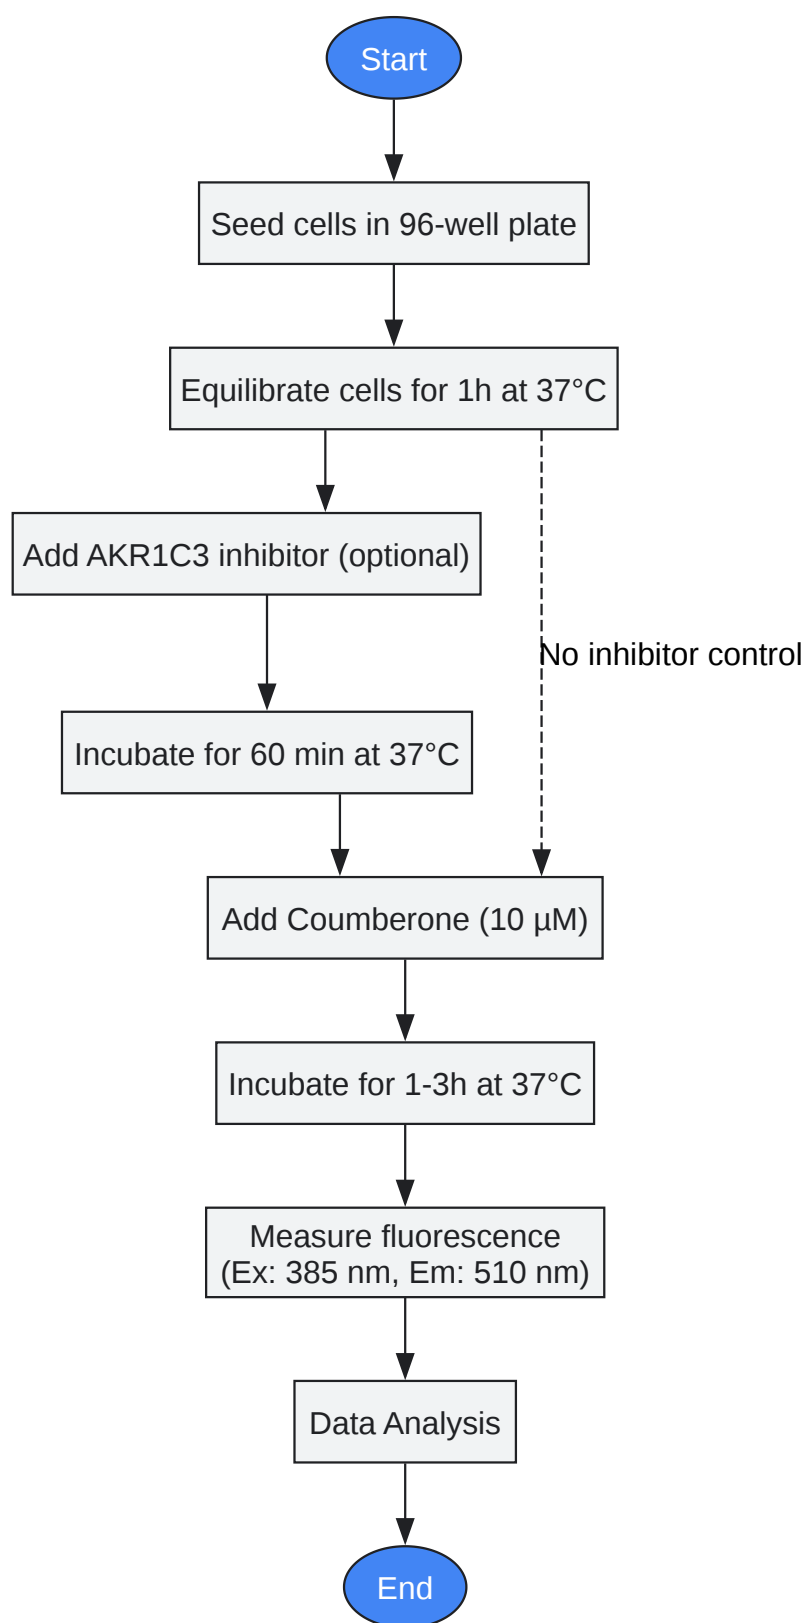 Start
Seed cells in 96-well plate
Equilibrate cells for 1h at 37°C
Add AKR1C3 inhibitor (optional)
No inhibitor control
Incubate for 60 min at 37°C
Add Coumberone (10 µM)
Incubate for 1-3h at 37°C
Measure fluorescence
(Ex: 385 nm, Em: 510 nm)
Data Analysis
End